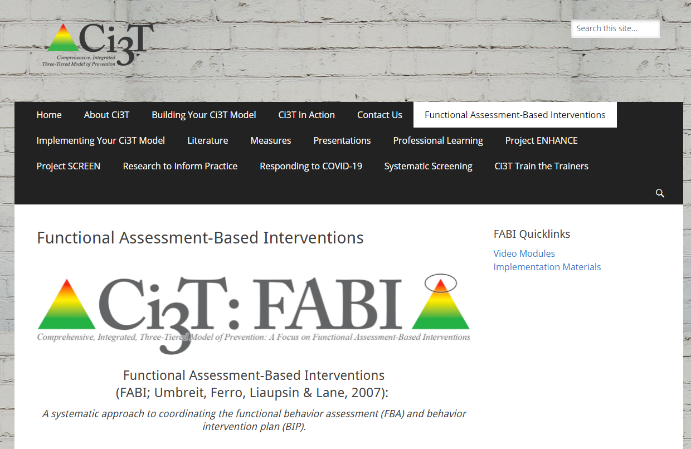 Ci3T
Comprehensive, Integrated
Three-Tiered Model of Prevention
Search this site...
Home About Ci3T Building Your Ci3T Model Ci3T In Action Contact Us Functional Assessment-Based Interventions
Implementing Your Ci3T Model Literature Measures Presentations Professional Learning Project ENHANCE
Project SCREEN Research to Inform Practice Responding to COVID-19 Systematic Screening Ci3T Train the Trainers
Functional Assessment-Based Interventions
Ci3T: FABI
Comprehensive, Integrated, Three-Tiered Model of Prevention: A Focus on Functional Assessment-Based Interventions
Functional Assessment-Based Interventions
(FABI; Umbreit, Ferro, Liaupsin & Lane, 2007):
A systematic approach to coordinating the functional behavior assessment (FBA) and behavior
intervention plan (BIP).
FABI Quicklinks
Video Modules
Implementation Materials